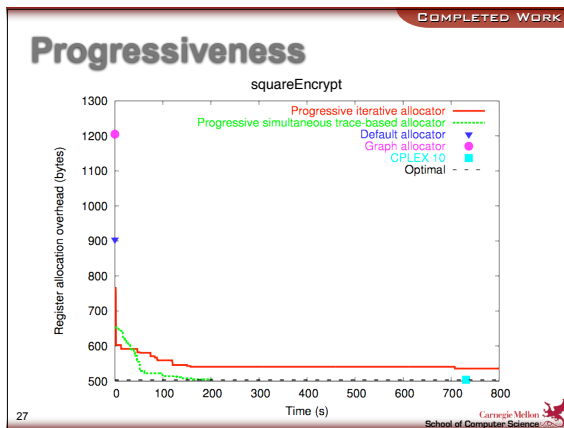 COMPLETED WORK
Progressiveness
squareEncrypt
1300
1200
1100
1000
900
800
700
600
500
Register allocation overhead (bytes)
Progressive iterative allocator
Progressive simultaneous trace-based allocator
Default allocator
Graph allocator
CPLEX 10
Optimal
0 100 200 300 400 500 600 700 800
Time (s)
27
Carnegie Mellon
School of Computer Science